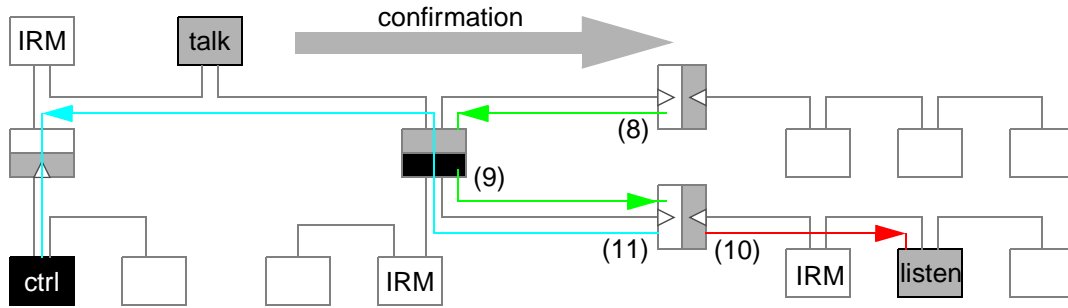 confirmation
IRM
talk
(8)
(9)
(11)
(10)
ctrl
IRM
IRM
listen